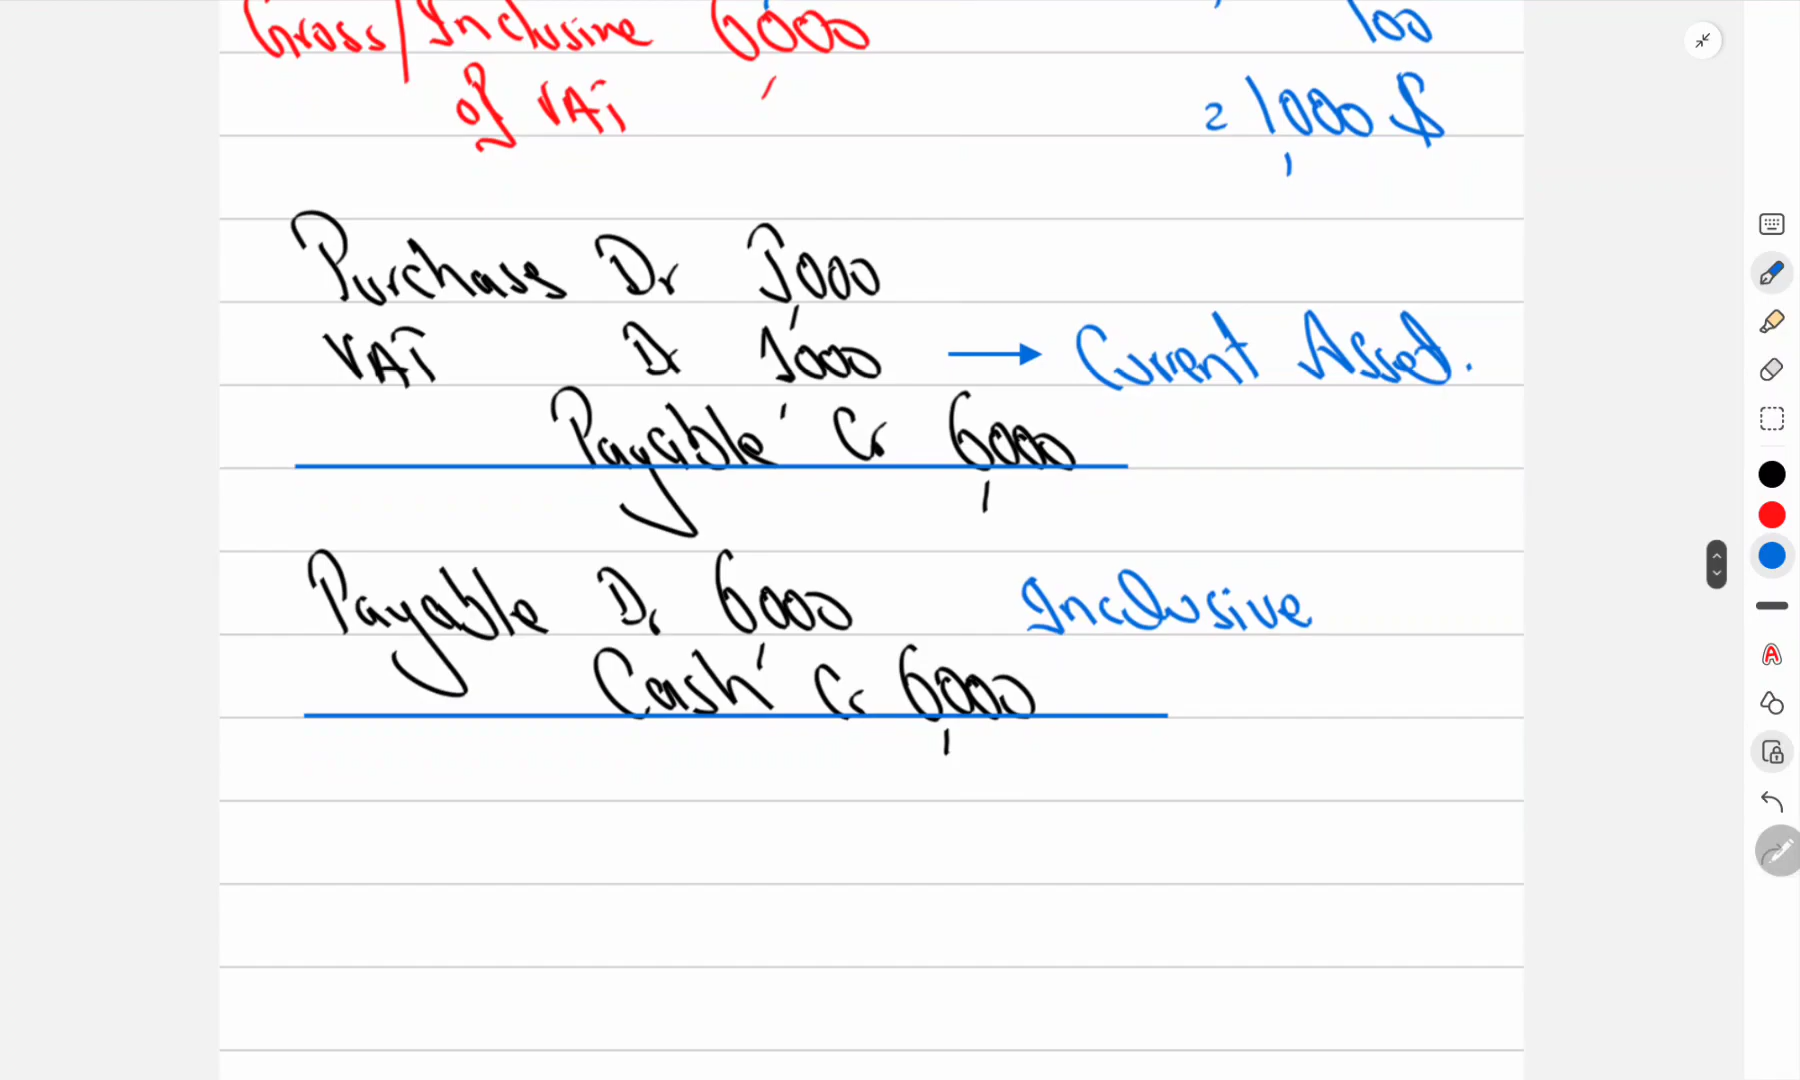 Gross/Inclusive 6000
100
of VAT
= 1000 $
Purchases Dr 5000
VAT Dr 1000 → Current Asset.
Payable Cr 6000
Payable Dr 6000 Inclusive
Cash Cr 6000